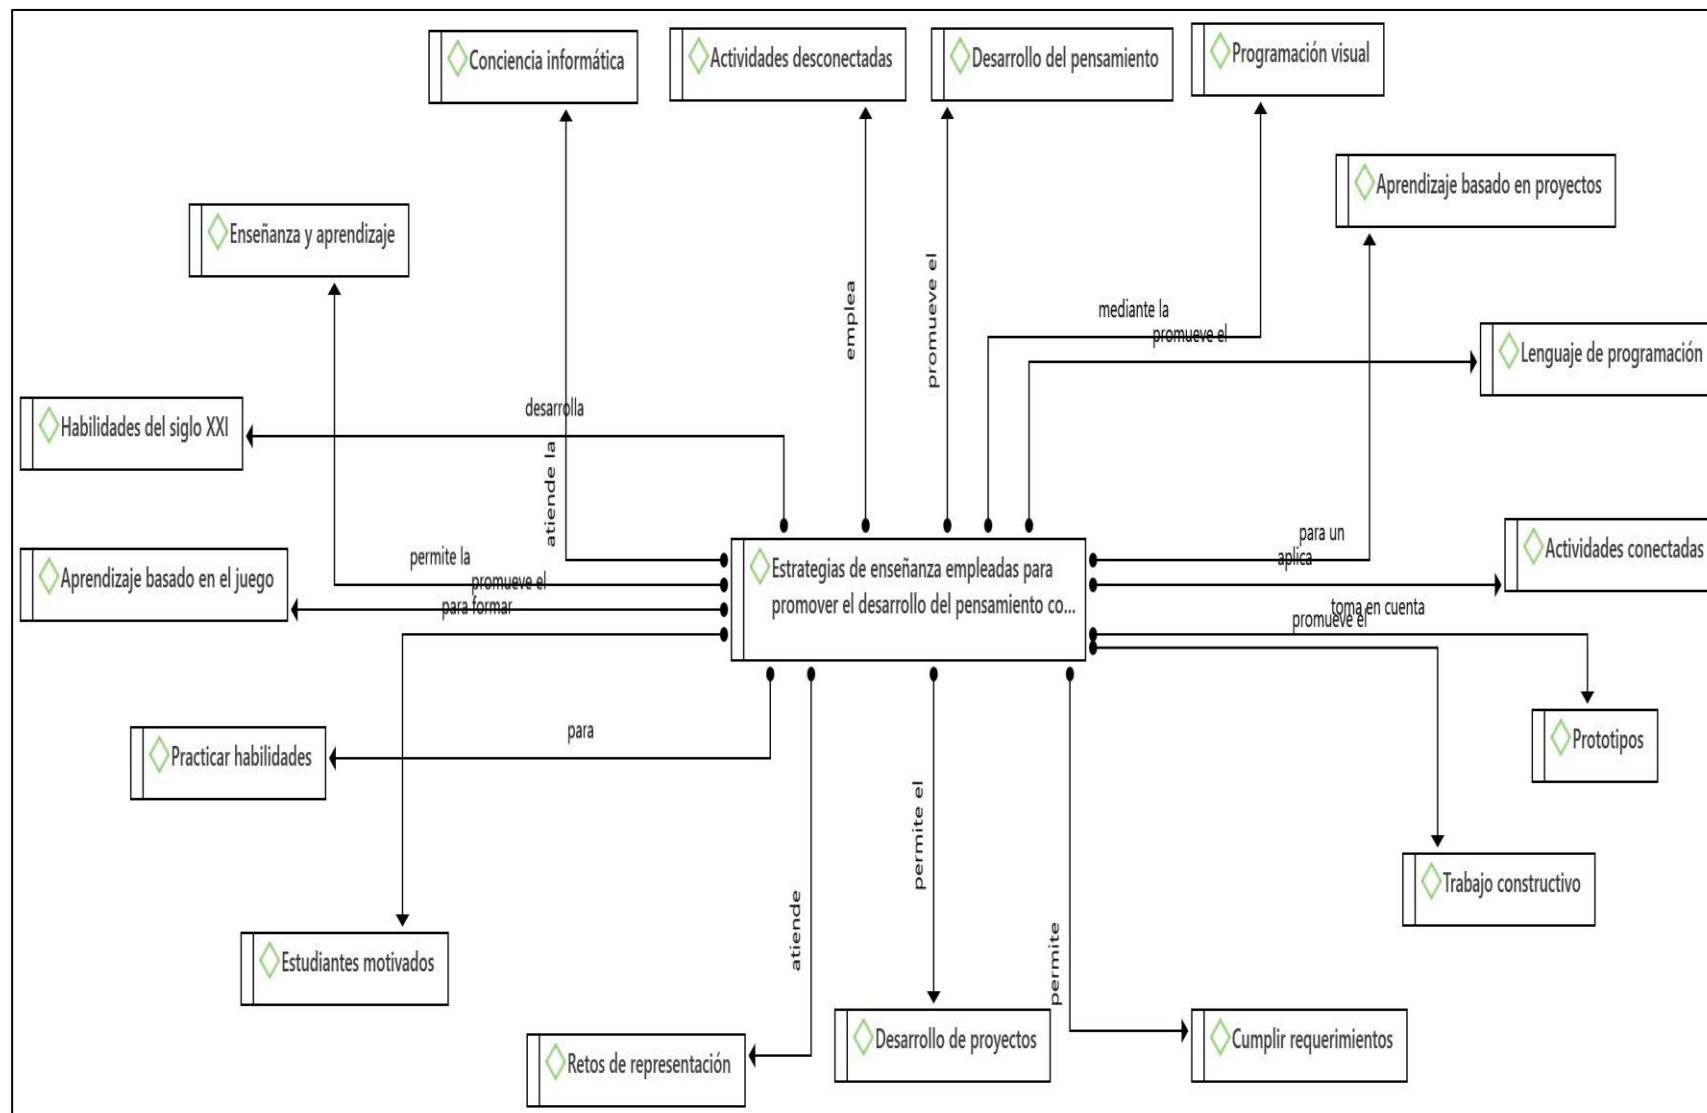 Conciencia informática
Actividades desconectadas
Desarrollo del pensamiento
Programación visual
Aprendizaje basado en proyectos
Enseñanza y aprendizaje
emplea
promueve el
mediante la
promueve el
Lenguaje de programación
Habilidades del siglo XXI
desarrolla
atiende la
para un
aplica
Actividades conectadas
Aprendizaje basado en el juego
permite la
promueve el
para formar
Estrategias de enseñanza empleadas para
promover el desarrollo del pensamiento co...
toma en cuenta
promueve el
Practicar habilidades
para
Prototipos
permite el
Trabajo constructivo
atiende
permite
Estudiantes motivados
Retos de representación
Desarrollo de proyectos
Cumplir requerimientos